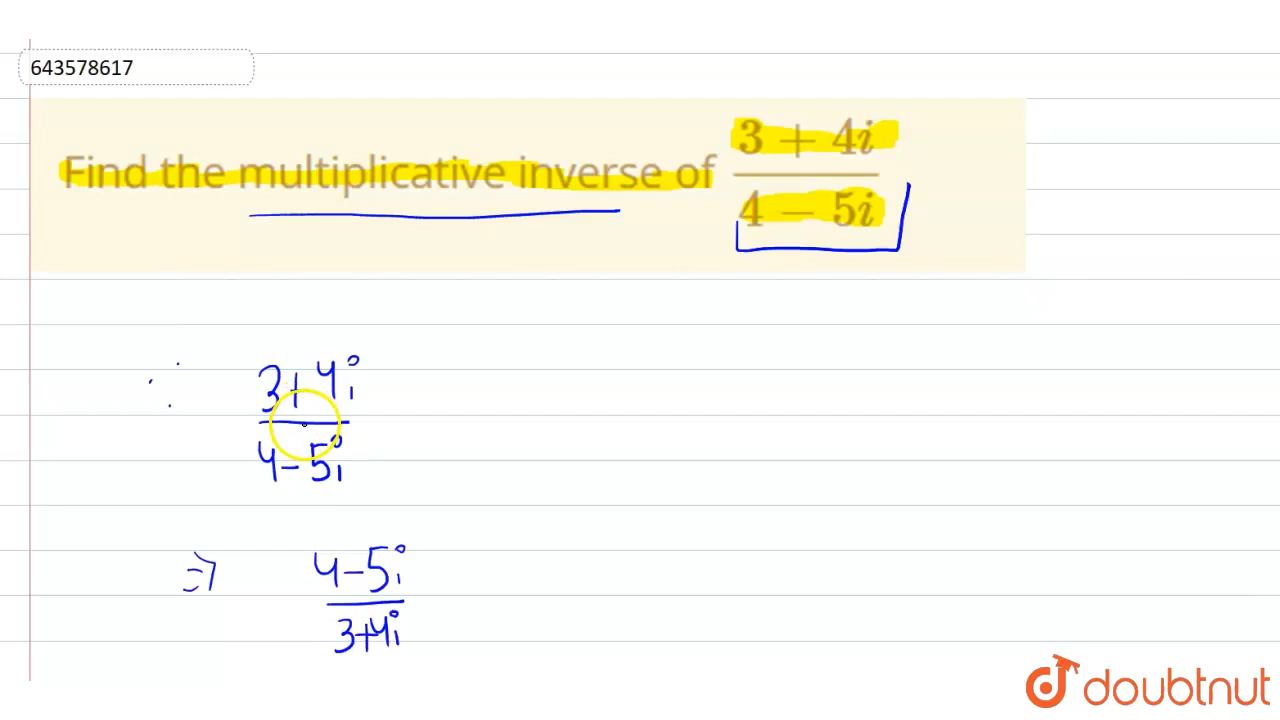 643578617
Find the multiplicative inverse of
3 + 4i
4 − 5i
∵ 3+4i
4−5i
⇒ 4−5i
3+4i
doubtnut